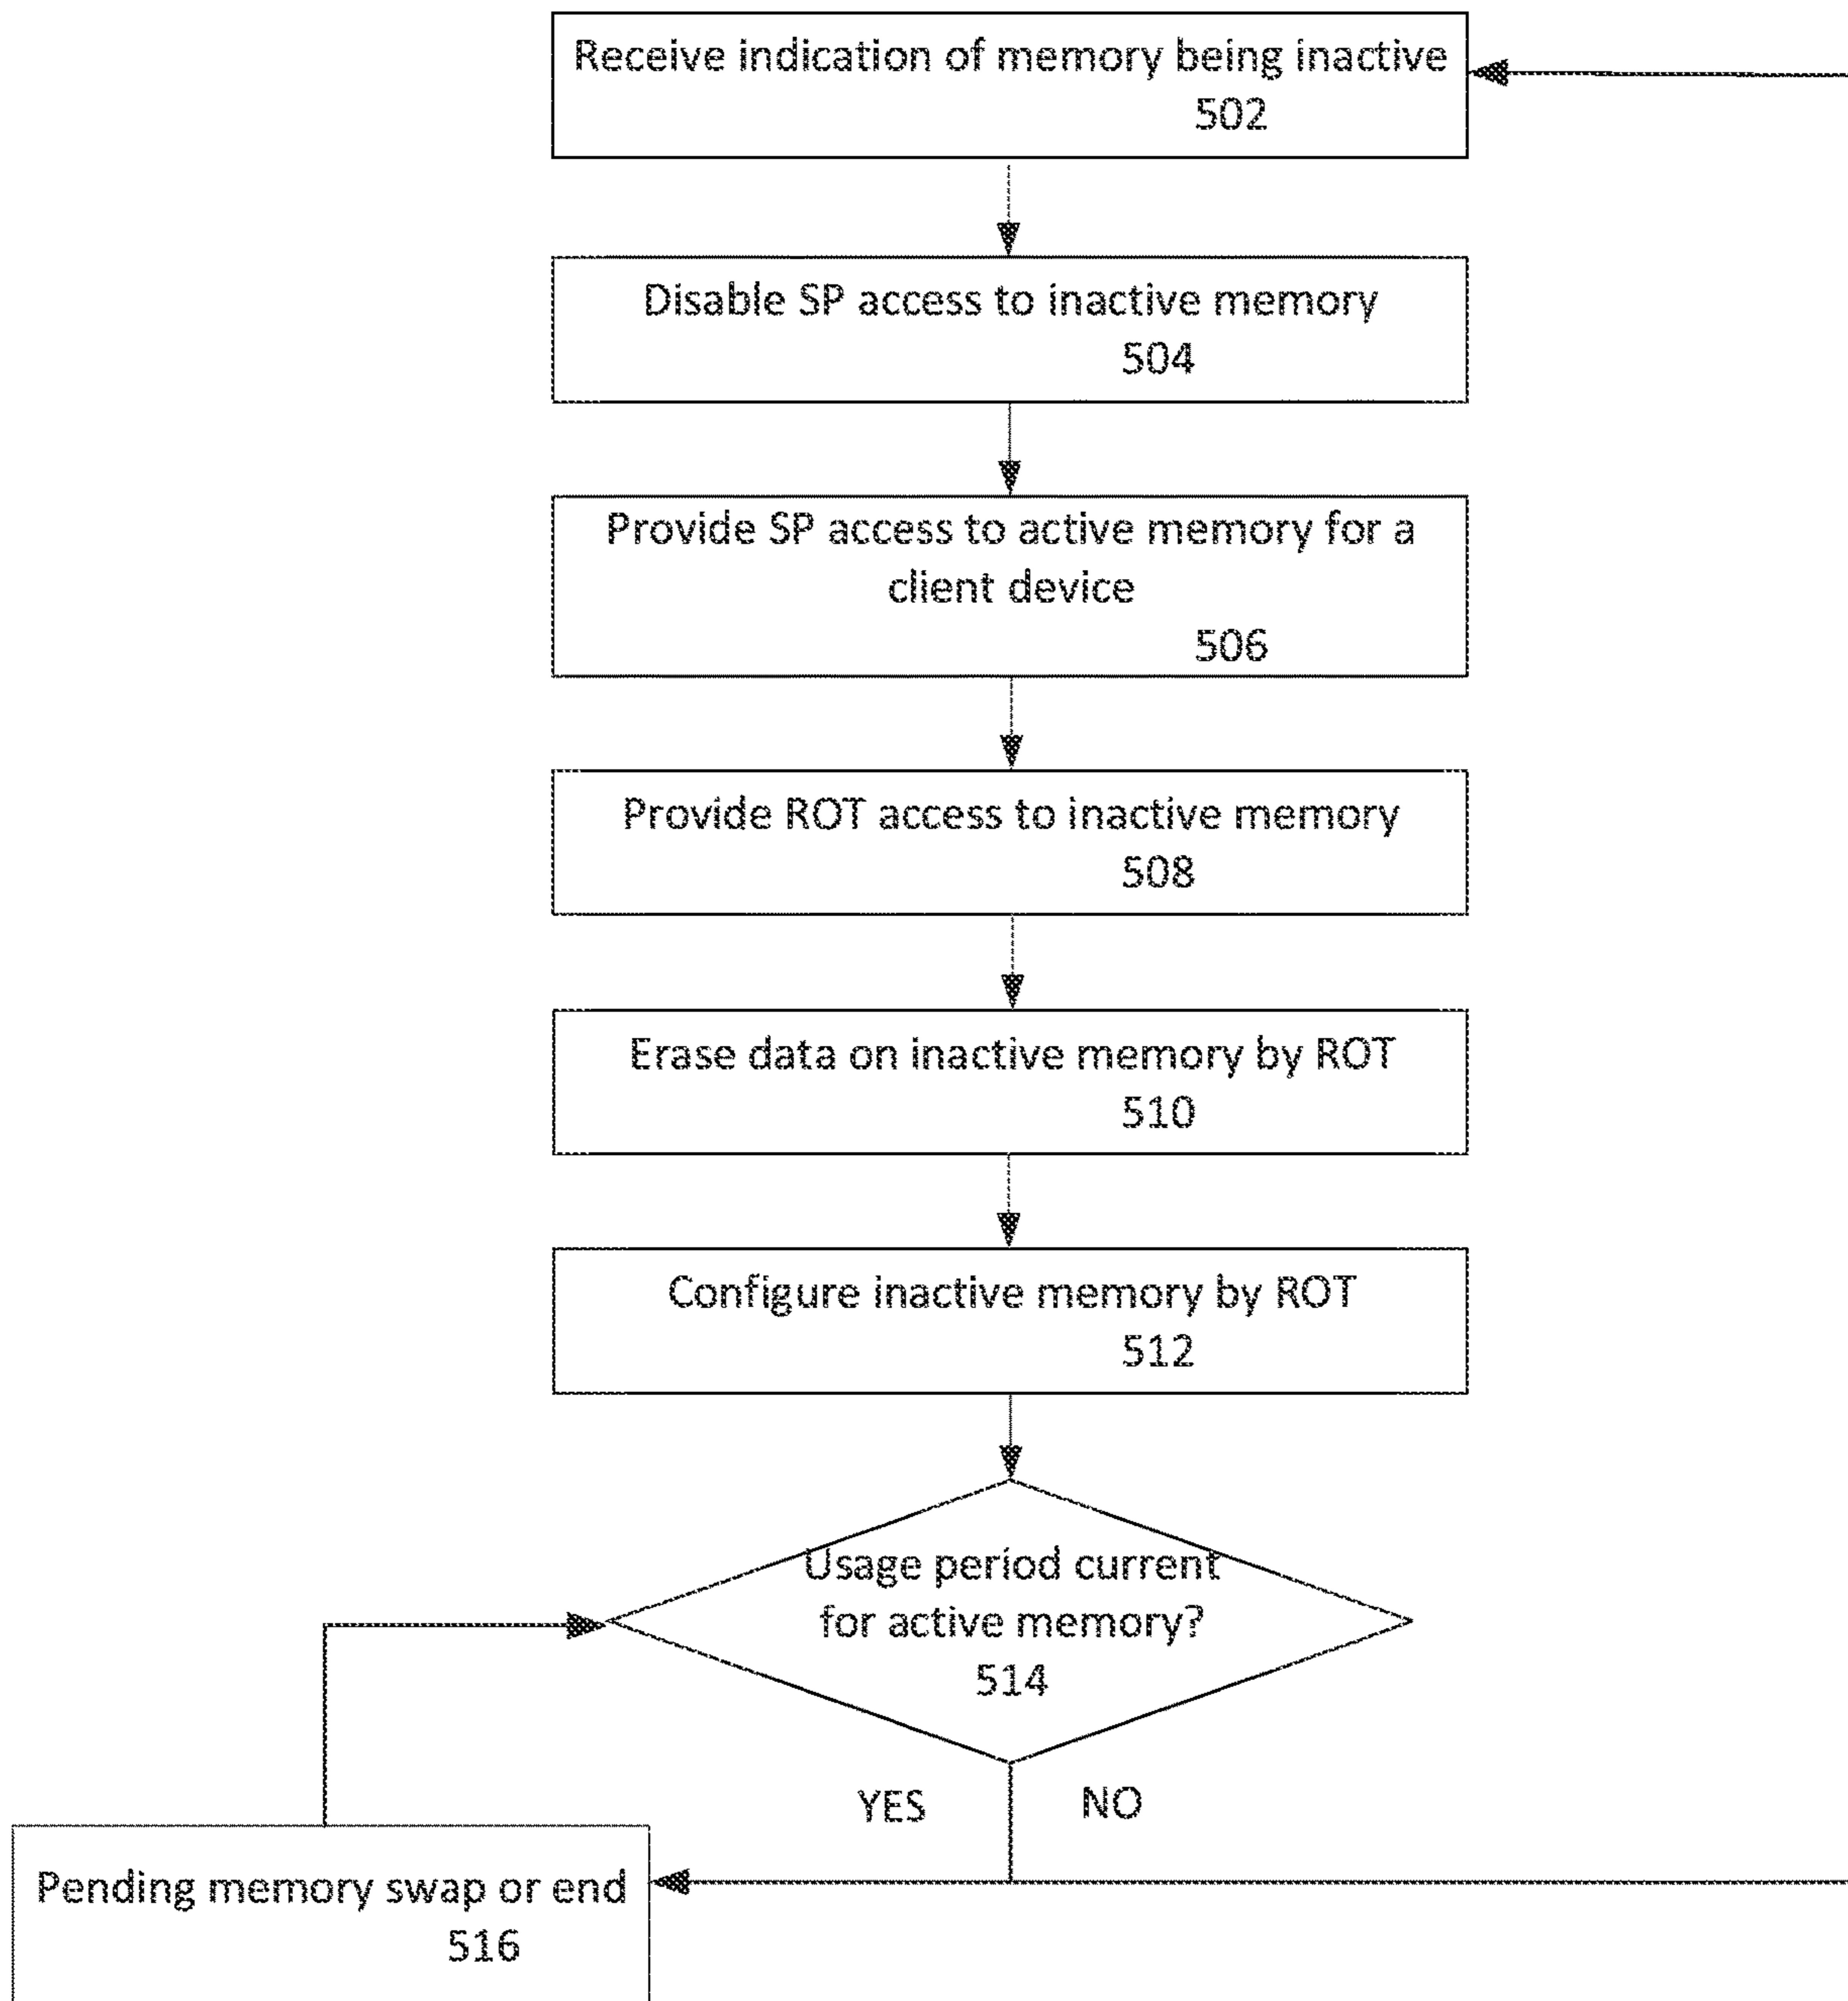 Receive indication of memory being inactive
502
Disable SP access to inactive memory
504
Provide SP access to active memory for a
client device
506
Provide ROT access to inactive memory
508
Erase data on inactive memory by ROT
510
Configure inactive memory by ROT
512
Usage period current
for active memory?
514
YES
NO
Pending memory swap or end
516